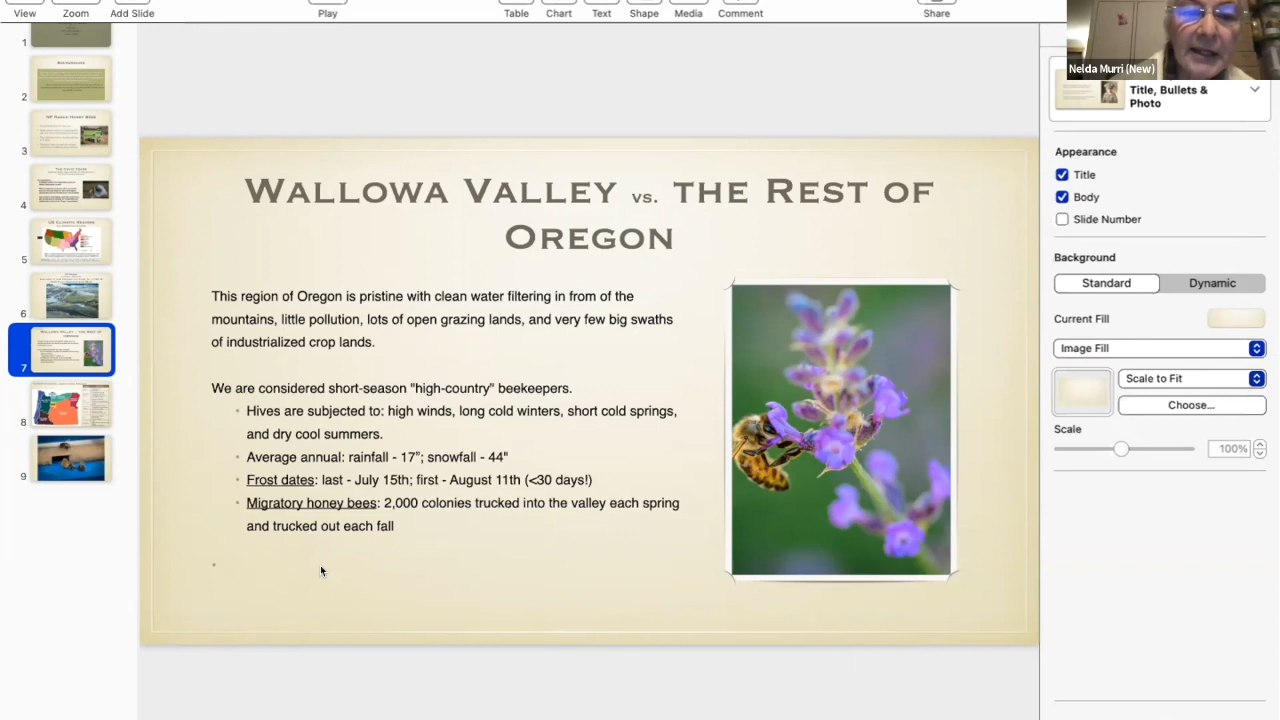 View
Zoom
Add Slide
Play
Table
Chart
Text
Shape
Media
Comment
Share
Nelda Murri (New)
1
2
3
4
5
6
7
8
9
WALLOWA VALLEY VS. THE REST OF
OREGON
This region of Oregon is pristine with clean water filtering in from of the
mountains, little pollution, lots of open grazing lands, and very few big swaths
of industrialized crop lands.
We are considered short-season "high-country" beekeepers.
• Hives are subjected to: high winds, long cold winters, short cold springs,
and dry cool summers.
• Average annual: rainfall - 17"; snowfall - 44"
• Frost dates: last - July 15th; first - August 11th (<30 days!)
• Migratory honey bees: 2,000 colonies trucked into the valley each spring
and trucked out each fall
Title, Bullets &
Photo
Appearance
Title
Body
Slide Number
Background
Standard
Dynamic
Current Fill
Image Fill
Scale to Fit
Choose...
Scale
100%